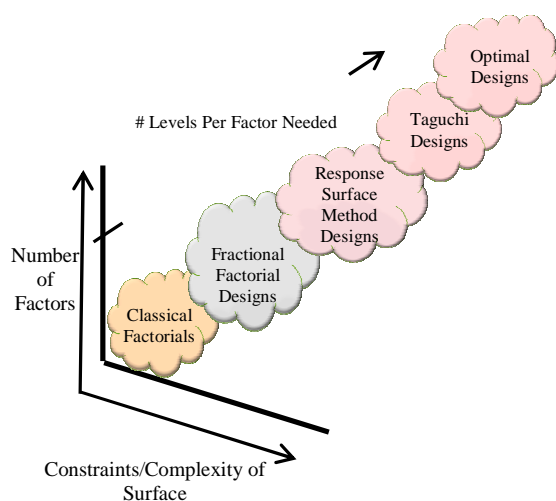 Optimal
Designs
# Levels Per Factor Needed
Taguchi
Designs
Response
Surface
Method
Designs
Number
of
Factors
Fractional
Factorial
Designs
Classical
Factorials
Constraints/Complexity of
Surface